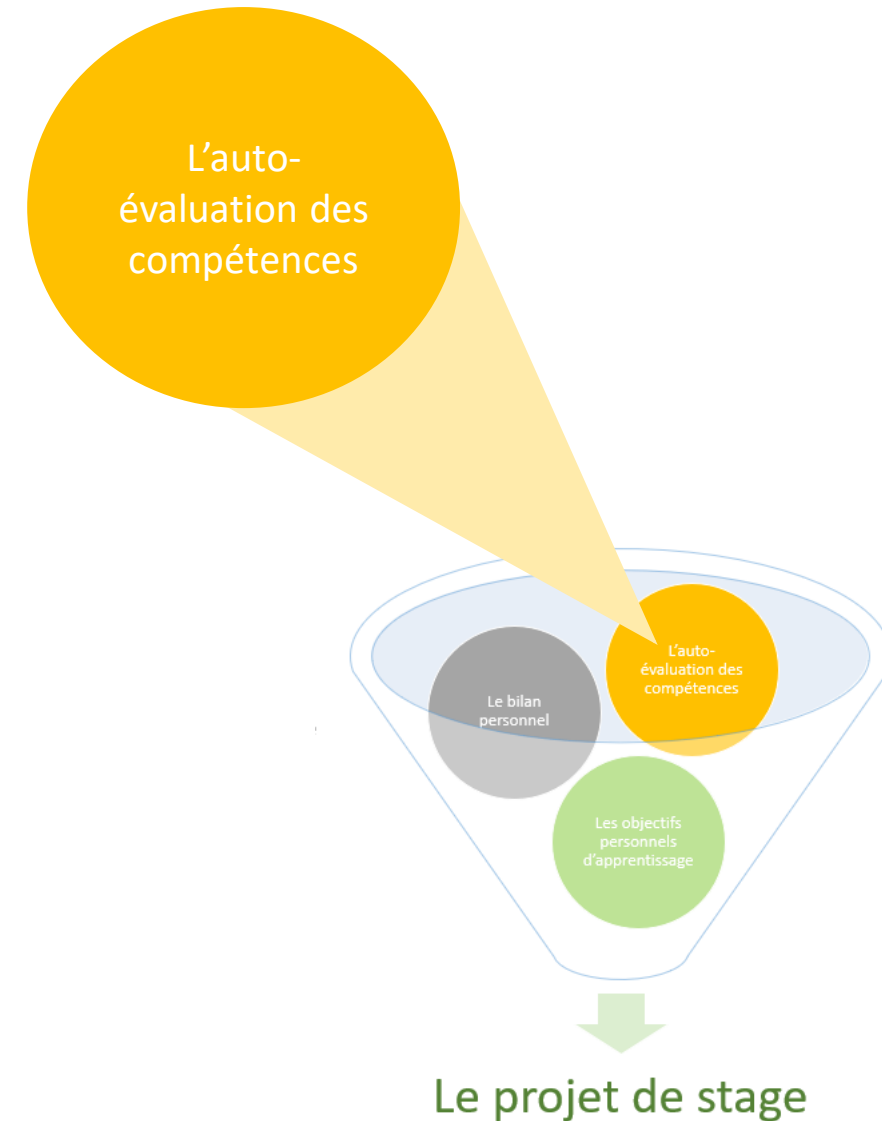 L'auto-
évaluation des
compétences
L'auto-
évaluation des
compétences
Le bilan
personnel
Les objectifs
personnels
d'apprentissage
Le projet de stage